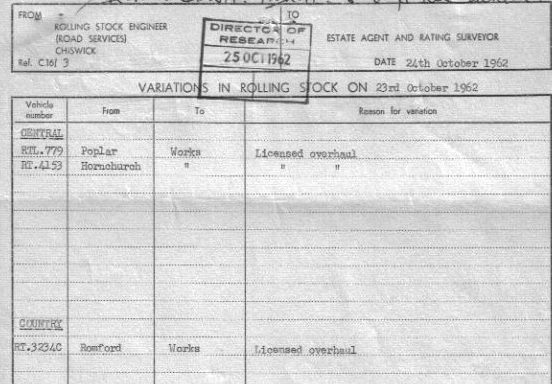 FROM
TO
ROLLING STOCK ENGINEER
(ROAD SERVICES)
CHISWICK
Ref. C16/ 3
DIRECTOR OF
RESEARCH
25 OCT 1962
ESTATE AGENT AND RATING SURVEYOR
DATE 24th October 1962
VARIATIONS IN ROLLING STOCK ON 23rd October 1962
Vehicle number From To Reason for variation
CENTRAL
RTL.779 Poplar Works Licensed overhaul
RT.4153 Hornchurch " " "
COUNTRY
RT.3234C Romford Works Licensed overhaul